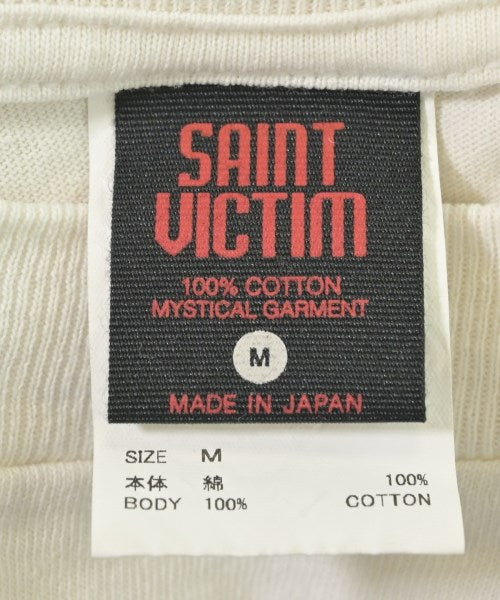 SAINT
VICTIM
100% COTTON
MYSTICAL GARMENT
M
MADE IN JAPAN
SIZE M
本体 綿 100%
BODY 100% COTTON